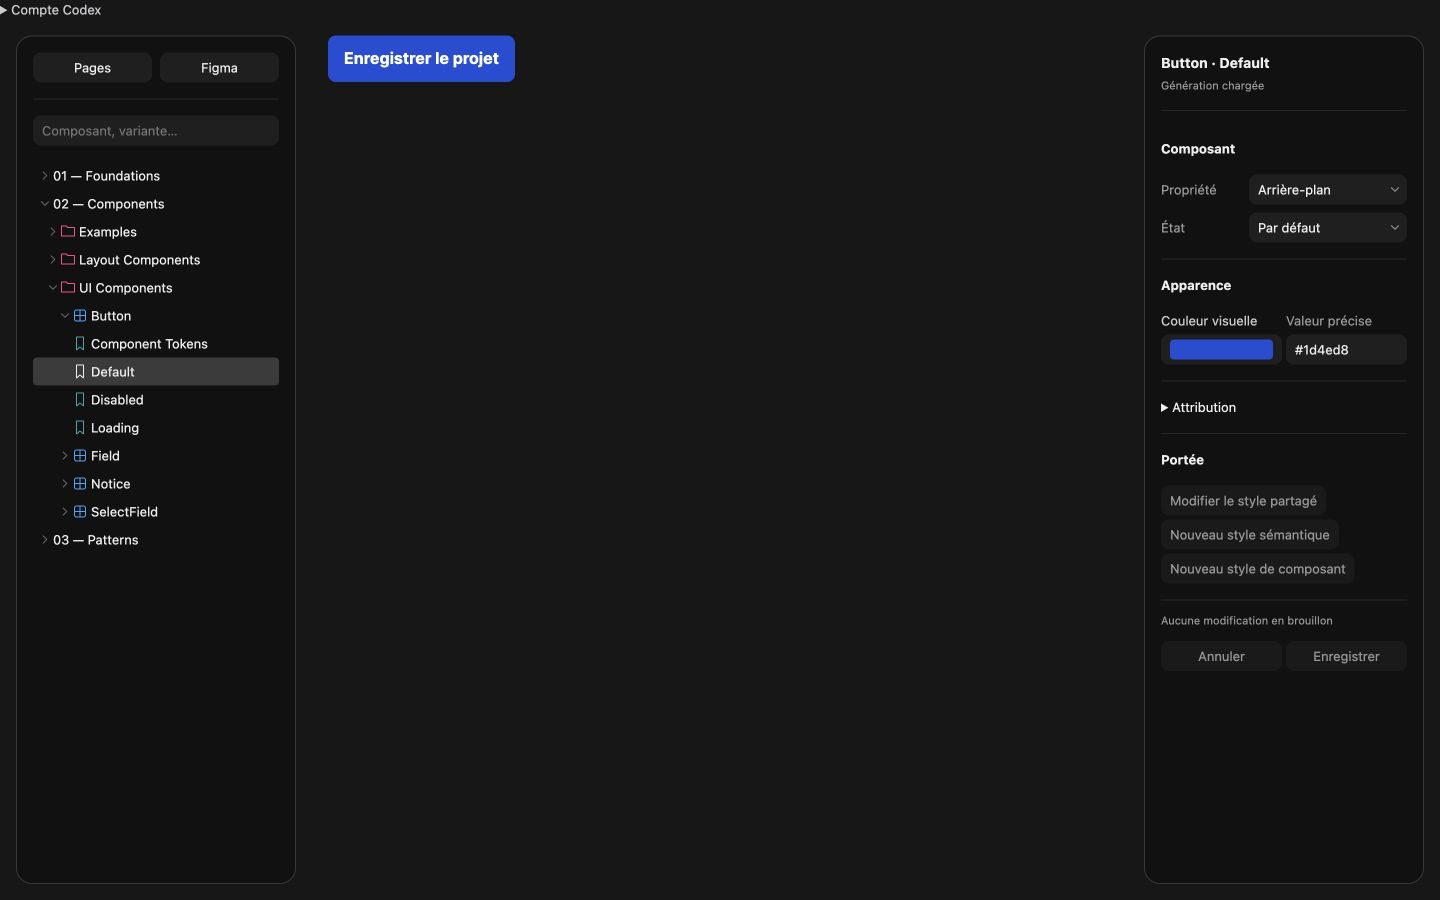 Compte Codex
Pages
Figma
Composant, variante...
01 — Foundations
02 — Components
Examples
Layout Components
UI Components
Button
Component Tokens
Default
Disabled
Loading
Field
Notice
SelectField
03 — Patterns
Enregistrer le projet
Button · Default
Génération chargée
Composant
Propriété
Arrière-plan
État
Par défaut
Apparence
Couleur visuelle
Valeur précise
#1d4ed8
Attribution
Portée
Modifier le style partagé
Nouveau style sémantique
Nouveau style de composant
Aucune modification en brouillon
Annuler
Enregistrer